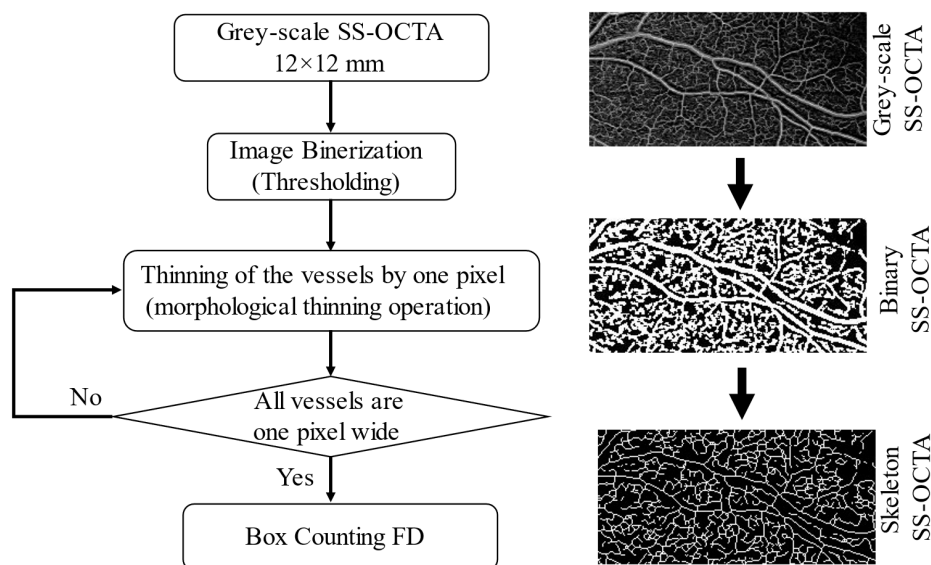 Grey-scale SS-OCTA
12×12 mm
Image Binerization
(Thresholding)
Thinning of the vessels by one pixel
(morphological thinning operation)
No
All vessels are
one pixel wide
Yes
Box Counting FD
Grey-scale
SS-OCTA
Binary
SS-OCTA
Skeleton
SS-OCTA